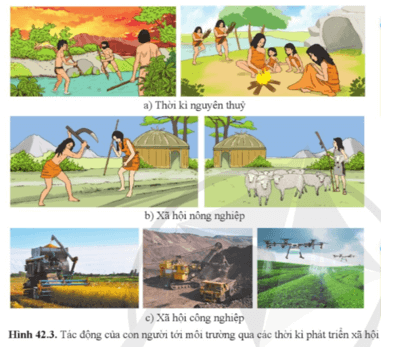 a) Thời kì nguyên thuỷ
b) Xã hội nông nghiệp
c) Xã hội công nghiệp
Hình 42.3. Tác động của con người tới môi trường qua các thời kì phát triển xã hội